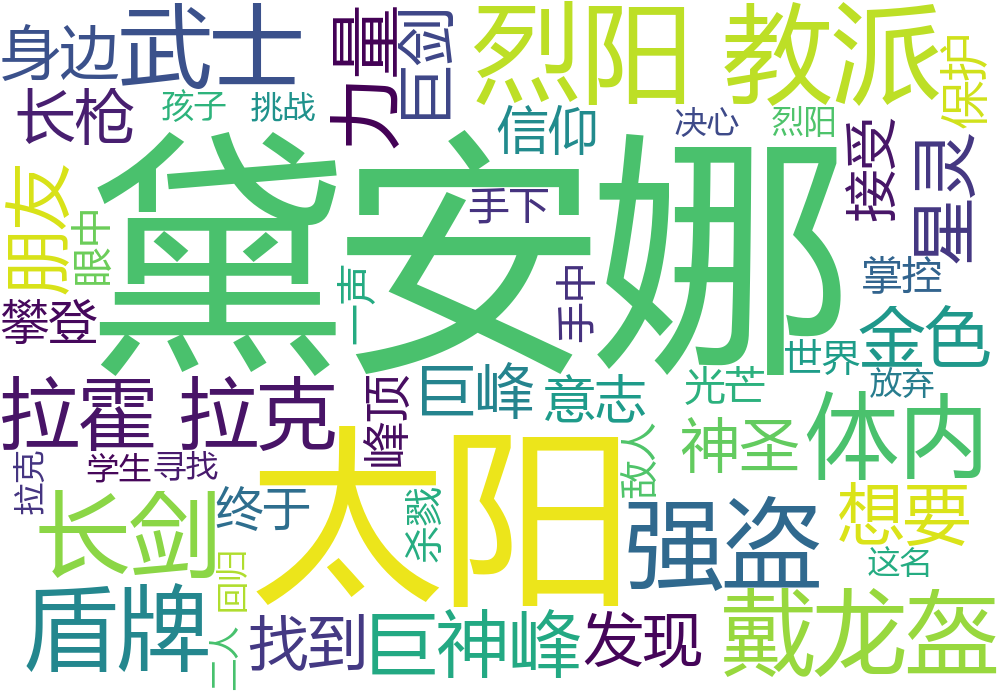 身边
武士
力量
巨剑
烈阳 教派
保护
长枪
孩子
挑战
信仰
决心
烈阳
接受
星灵
朋友
眼中
黛安娜
手下
一声
手中
掌控
攀登
世界
金色
拉霍 拉克
峰顶
巨峰
意志
光芒
放弃
体内
拉克
学生
寻找
太阳
敌人
神圣
长剑
终于
杀戮
强盗
想要
这名
盾牌
回归
二人
找到
巨神峰
发现
戴龙盔